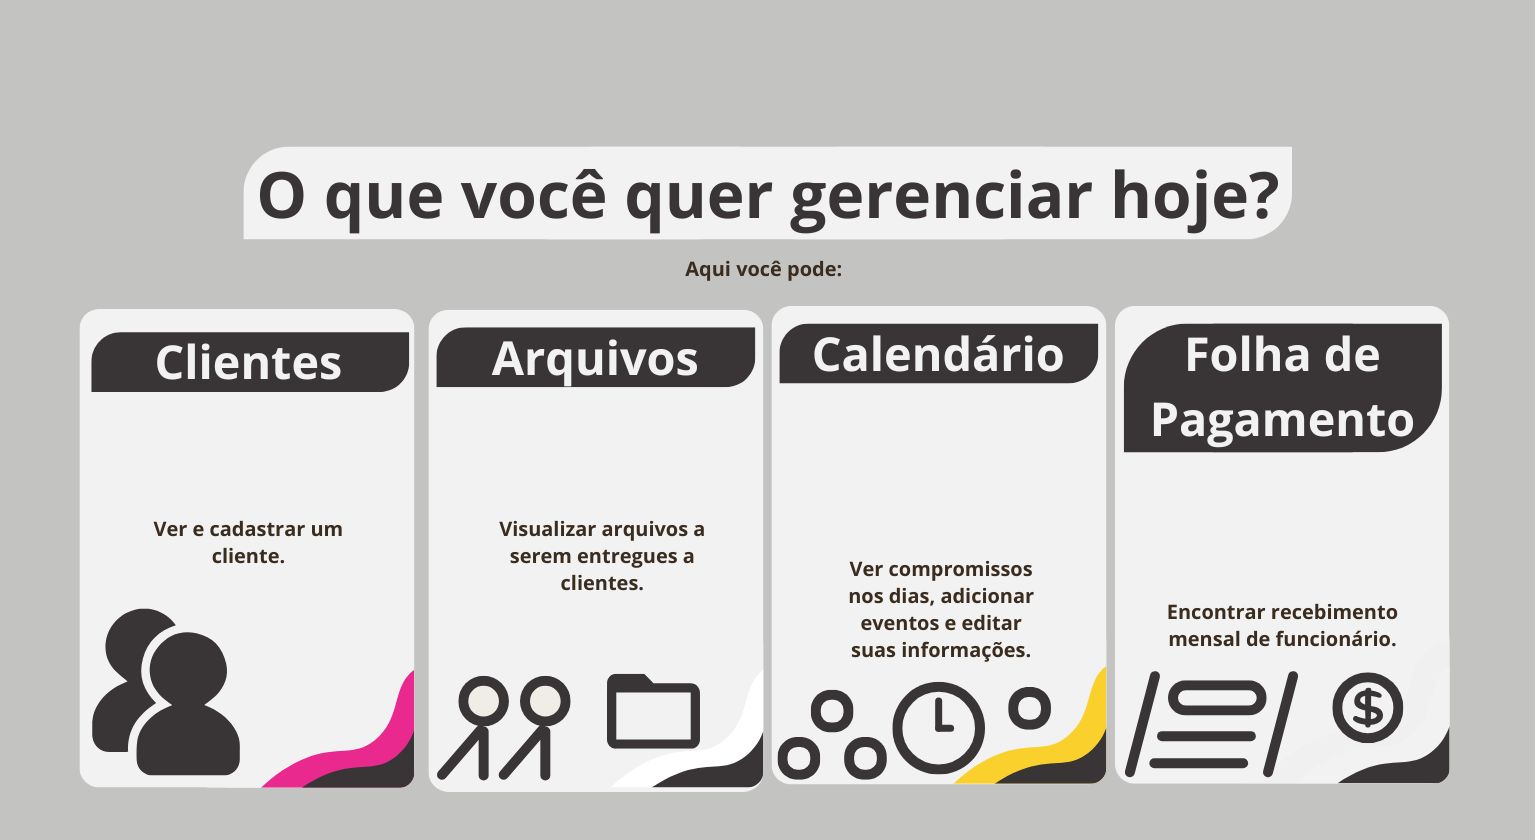 O que você quer gerenciar hoje?
Aqui você pode:
Clientes
Ver e cadastrar um
cliente.
Arquivos
Visualizar arquivos a
serem entregues a
clientes.
Calendário
Ver compromissos
nos dias, adicionar
eventos e editar
suas informações.
Folha de
Pagamento
Encontrar recebimento
mensal de funcionário.
$